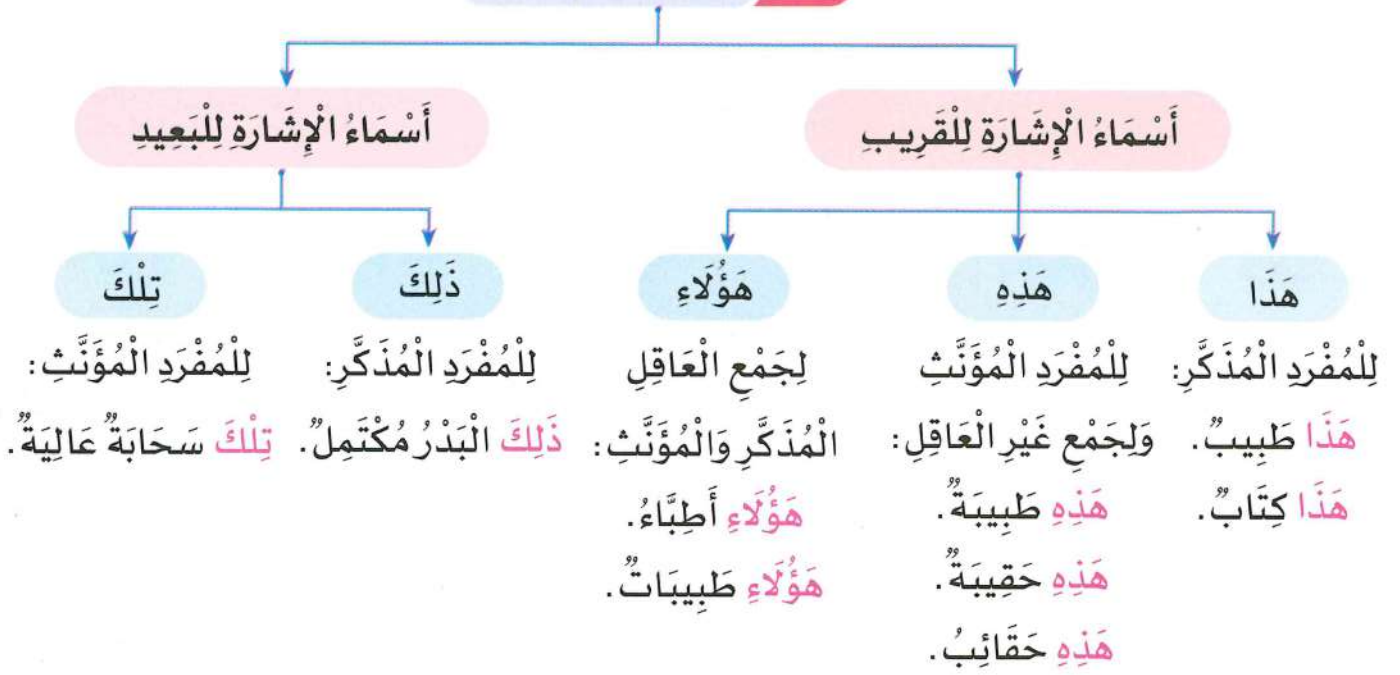 أَسْمَاءُ الْإِشَارَةِ لِلْقَرِيبِ
أَسْمَاءُ الْإِشَارَةِ لِلْبَعِيدِ
هَذَا
لِلْمُفْرَدِ الْمُذَكَّرِ:
هَذَا طَبِيبٌ.
هَذَا كِتَابٌ.
هَذِهِ
لِلْمُفْرَدِ الْمُؤَنَّثِ
وَلِجَمْعِ غَيْرِ الْعَاقِلِ:
هَذِهِ طَبِيبَةٌ.
هَذِهِ حَقِيبَةٌ.
هَذِهِ حَقَائِبُ.
هَؤُلَاءِ
لِجَمْعِ الْعَاقِلِ
الْمُذَكَّرِ وَالْمُؤَنَّثِ:
هَؤُلَاءِ أَطِبَّاءُ.
هَؤُلَاءِ طَبِيبَاتٌ.
ذَلِكَ
لِلْمُفْرَدِ الْمُذَكَّرِ:
ذَلِكَ الْبَدْرُ مُكْتَمِلٌ.
تِلْكَ
لِلْمُفْرَدِ الْمُؤَنَّثِ:
تِلْكَ سَحَابَةٌ عَالِيَةٌ.